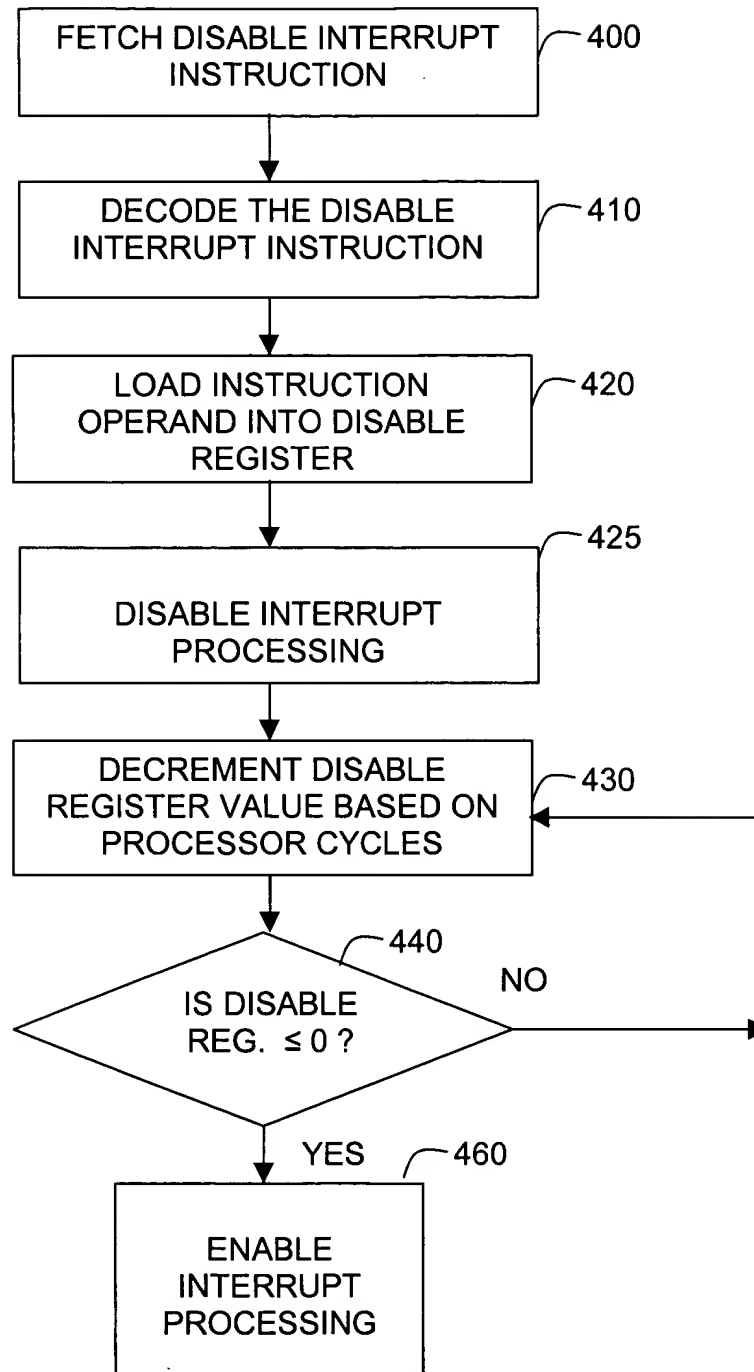 FETCH DISABLE INTERRUPT
INSTRUCTION
400
DECODE THE DISABLE
INTERRUPT INSTRUCTION
410
LOAD INSTRUCTION
OPERAND INTO DISABLE
REGISTER
420
425
DISABLE INTERRUPT
PROCESSING
DECREMENT DISABLE
REGISTER VALUE BASED ON
PROCESSOR CYCLES
430
440
IS DISABLE
REG. ≤ 0 ?
NO
YES
460
ENABLE
INTERRUPT
PROCESSING